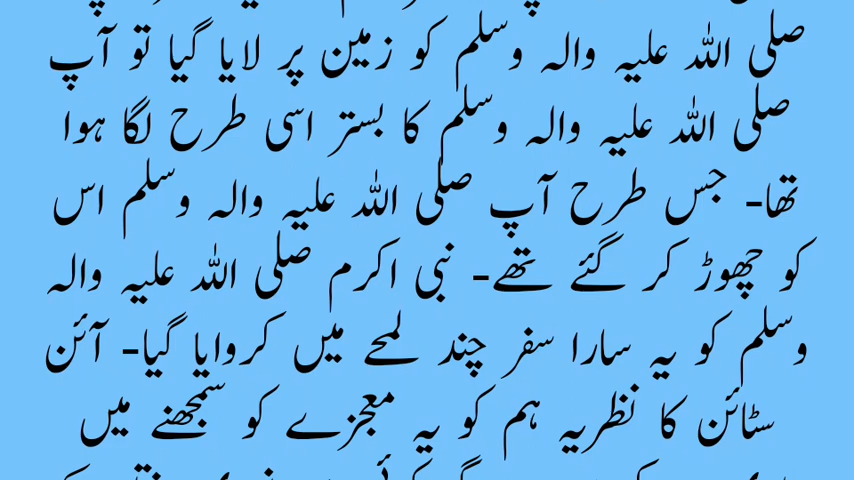 صلی اللہ علیہ والہ وسلم کو زمین پر لایا گیا تو آپ
صلی اللہ علیہ والہ وسلم کا بستر اسی طرح لگا ہوا
تھا- جس طرح آپ صلی اللہ علیہ والہ وسلم اس
کو چھوڑ کر گئے تھے- نبی اکرم صلی اللہ علیہ والہ
وسلم کو یہ سارا سفر چند لمحے میں کروایا گیا- آئن
سٹائن کا نظریہ ہم کو یہ معجزے کو سمجھنے میں